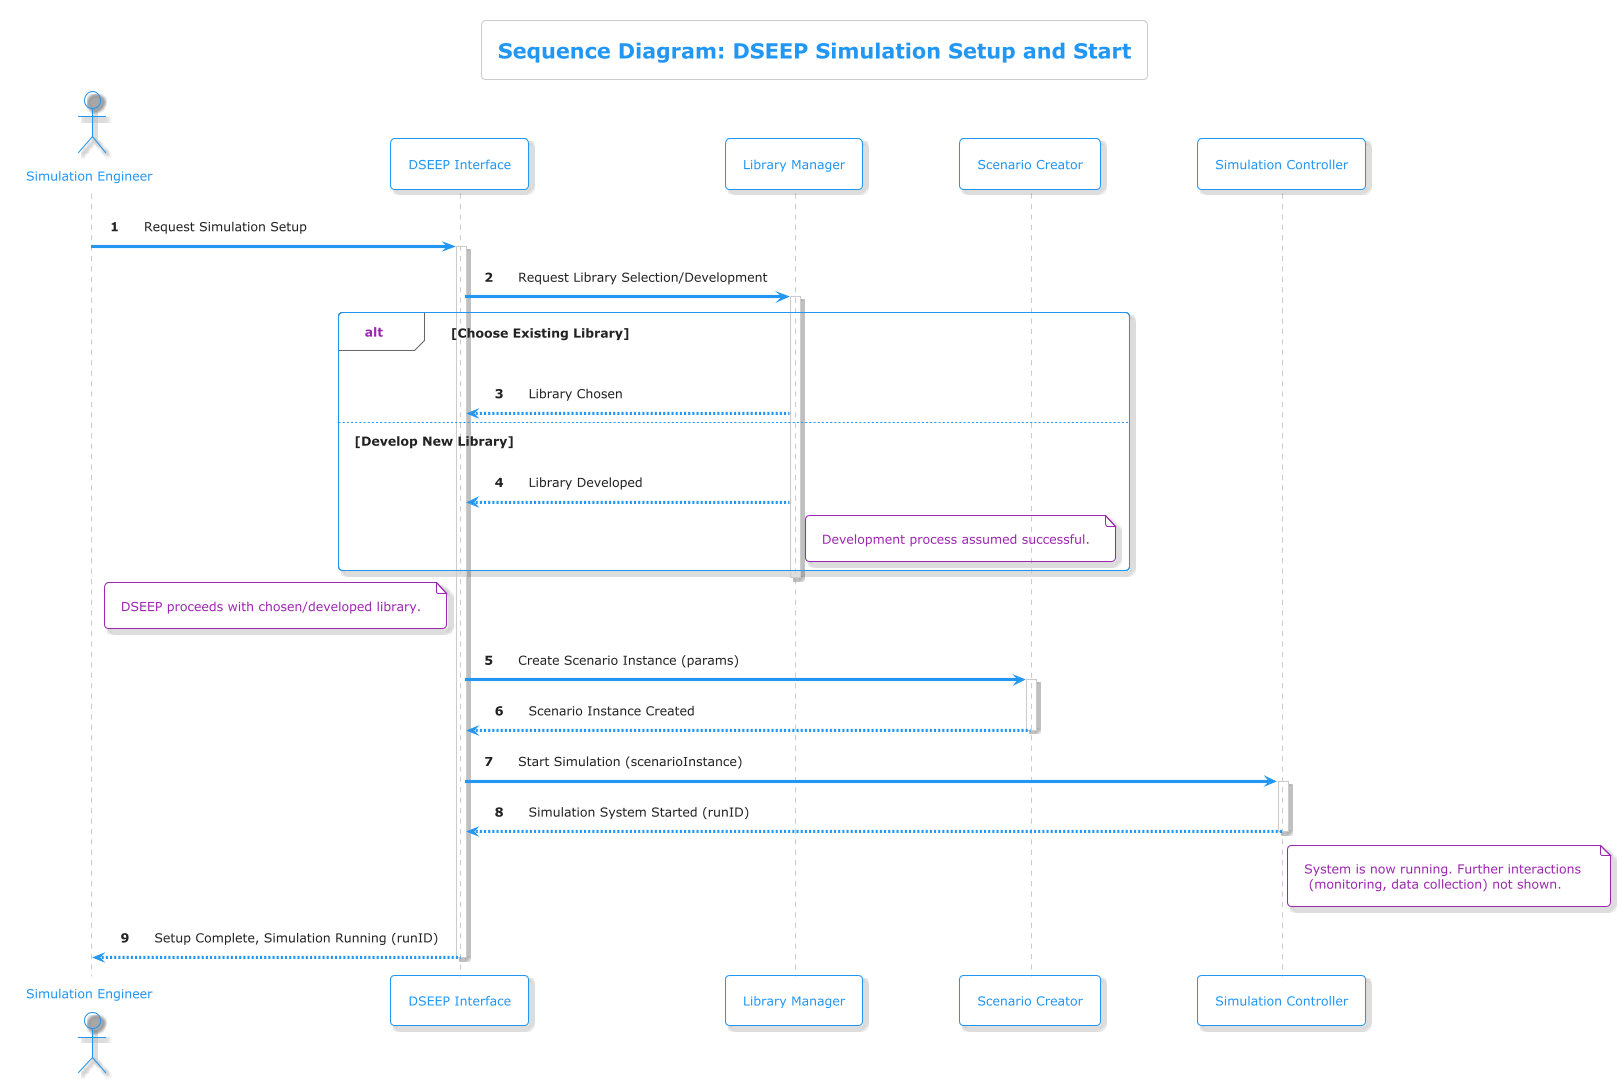 Sequence Diagram: DSEEP Simulation Setup and Start
Simulation Engineer
DSEEP Interface
Library Manager
Scenario Creator
Simulation Controller
1 Request Simulation Setup
2 Request Library Selection/Development
alt [Choose Existing Library]
3 Library Chosen
[Develop New Library]
4 Library Developed
Development process assumed successful.
DSEEP proceeds with chosen/developed library.
5 Create Scenario Instance (params)
6 Scenario Instance Created
7 Start Simulation (scenarioInstance)
8 Simulation System Started (runID)
System is now running. Further interactions
(monitoring, data collection) not shown.
9 Setup Complete, Simulation Running (runID)
Simulation Engineer
DSEEP Interface
Library Manager
Scenario Creator
Simulation Controller